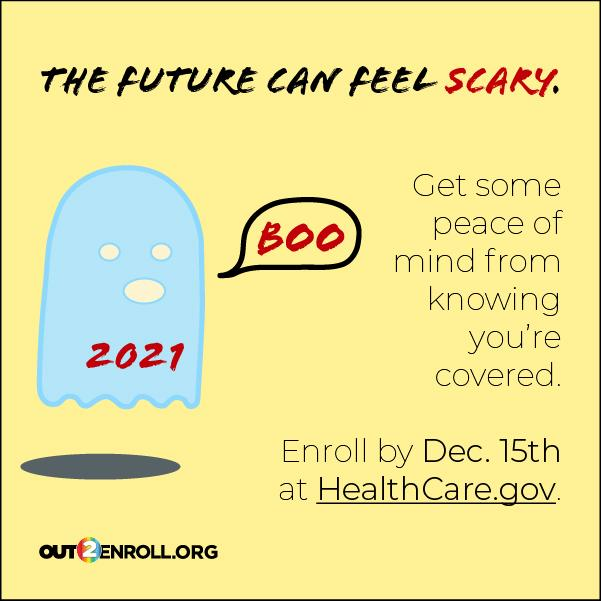 THE FUTURE CAN FEEL SCARY.
BOO
2021
Get some
peace of
mind from
knowing
you're
covered.
Enroll by Dec. 15th
at HealthCare.gov.
OUT2ENROLL.ORG